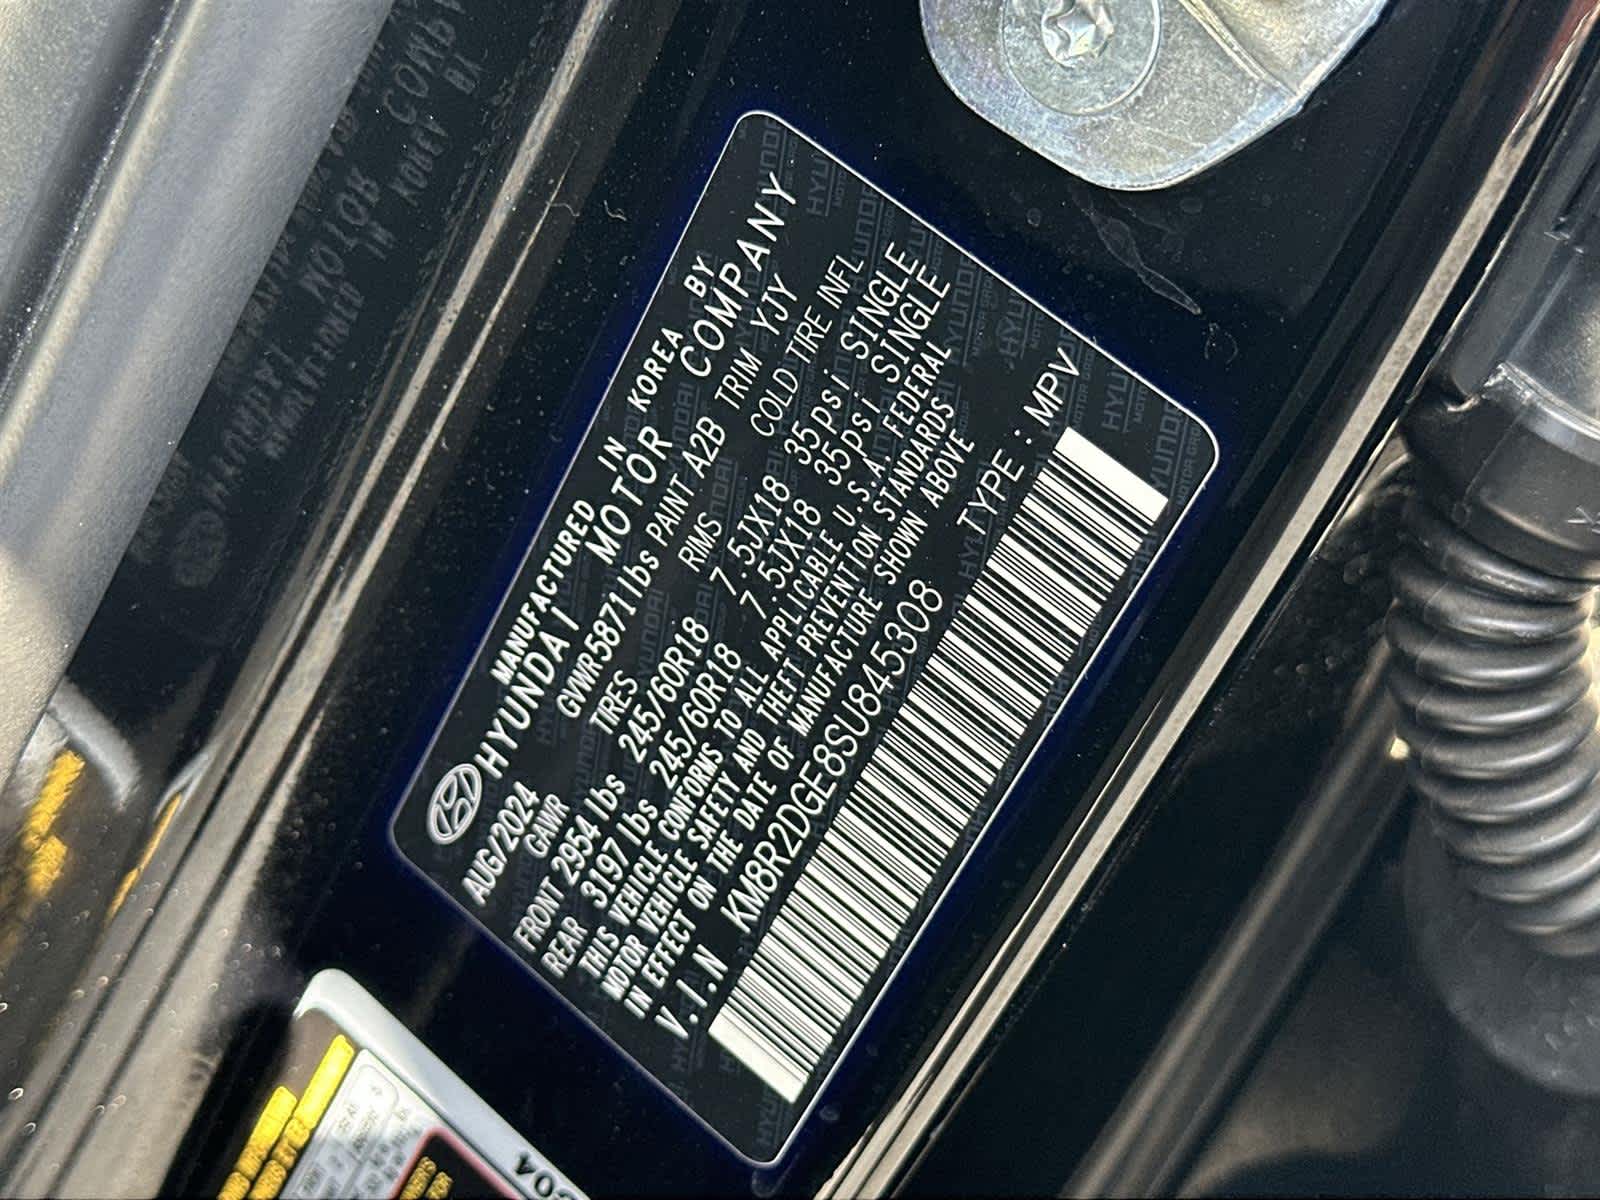 MANUFACTURED IN KOREA BY
HYUNDAI MOTOR COMPANY
AUG/2024 GVWR5871lbs PAINT A2B TRIM YJY
GAWR TIRES RIMS COLD TIRE INFL
FRONT 2954 lbs 245/60R18 7.5JX18 35psi SINGLE
REAR 3197 lbs 245/60R18 7.5JX18 35psi SINGLE
THIS VEHICLE CONFORMS TO ALL APPLICABLE U.S.A. FEDERAL
MOTOR VEHICLE SAFETY AND THEFT PREVENTION STANDARDS
IN EFFECT ON THE DATE OF MANUFACTURE SHOWN ABOVE
V.I.N KM8R2DGE8SU845308 TYPE : MPV